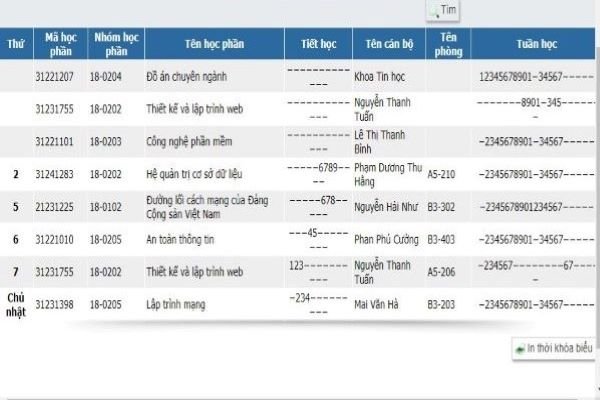 Tìm
Thứ Mã học phần Nhóm học phần Tên học phần Tiết học Tên cán bộ Tên phòng Tuần học
31221207 18-0204 Đồ án chuyên ngành -------------- Khoa Tin học 12345678901-34567-----
31231755 18-0202 Thiết kế và lập trình web -------------- Nguyễn Thanh Tuấn --------8901-345------
31221101 18-0203 Công nghệ phần mềm -------------- Lê Thị Thanh Bình -2345678901-34567-----
2 31241283 18-0202 Hệ quản trị cơ sở dữ liệu -----6789----- Phạm Dương Thu Hằng A5-210 -2345678901-34567-----
5 21231225 18-0102 Đường lối cách mạng của Đảng Cộng sản Việt Nam -----678------ Nguyễn Hải Như B3-302 -2345678901234567-----
6 31221010 18-0205 An toàn thông tin ---45------- Phan Phú Cường B3-403 -2345678901-34567-----
7 31231755 18-0202 Thiết kế và lập trình web 123---------- Nguyễn Thanh Tuấn A5-206 -234567---------67------
Chủ nhật 31231398 18-0205 Lập trình mạng -234---------- Mai Văn Hà B3-203 -2345678901-34567-----
In thời khóa biểu